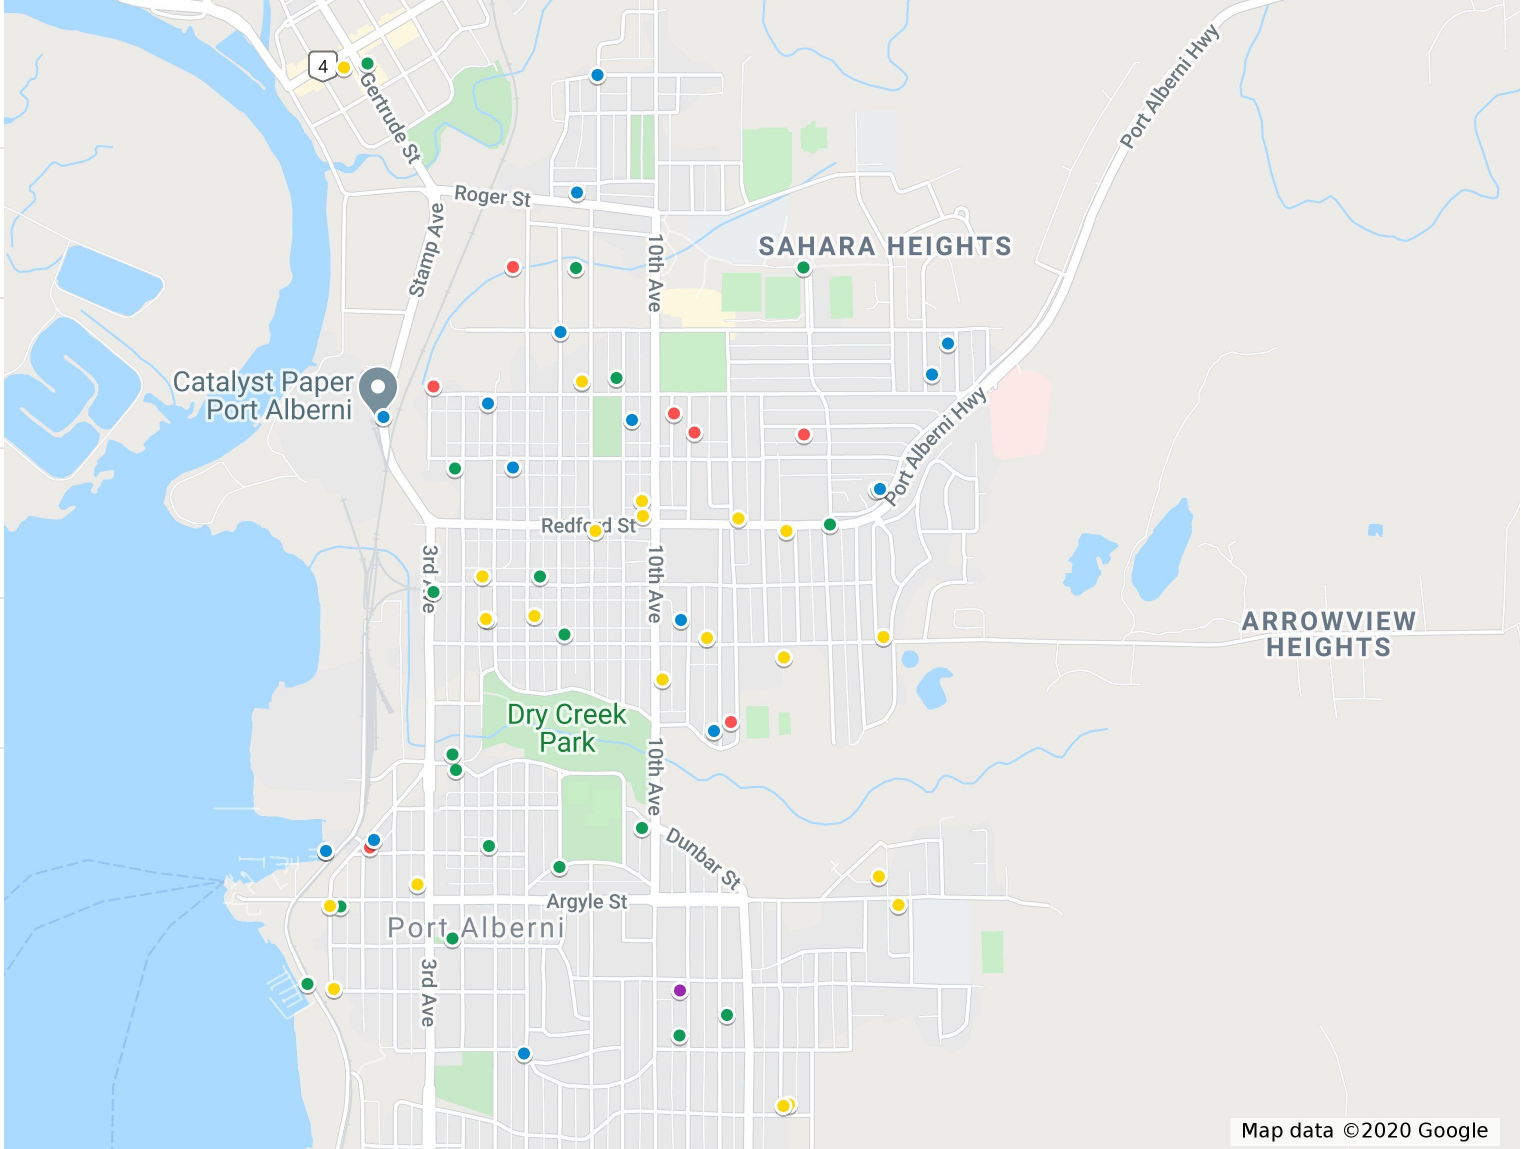 4
Gertrude St
Port Alberni Hwy
Roger St
Stamp Ave
10th Ave
SAHARA HEIGHTS
Catalyst Paper
Port Alberni
Port Alberni Hwy
Redford St
3rd Ave
10th Ave
ARROWVIEW
HEIGHTS
Dry Creek
Park
10th Ave
Dunbar St
Argyle St
Port Alberni
3rd Ave
Map data ©2020 Google